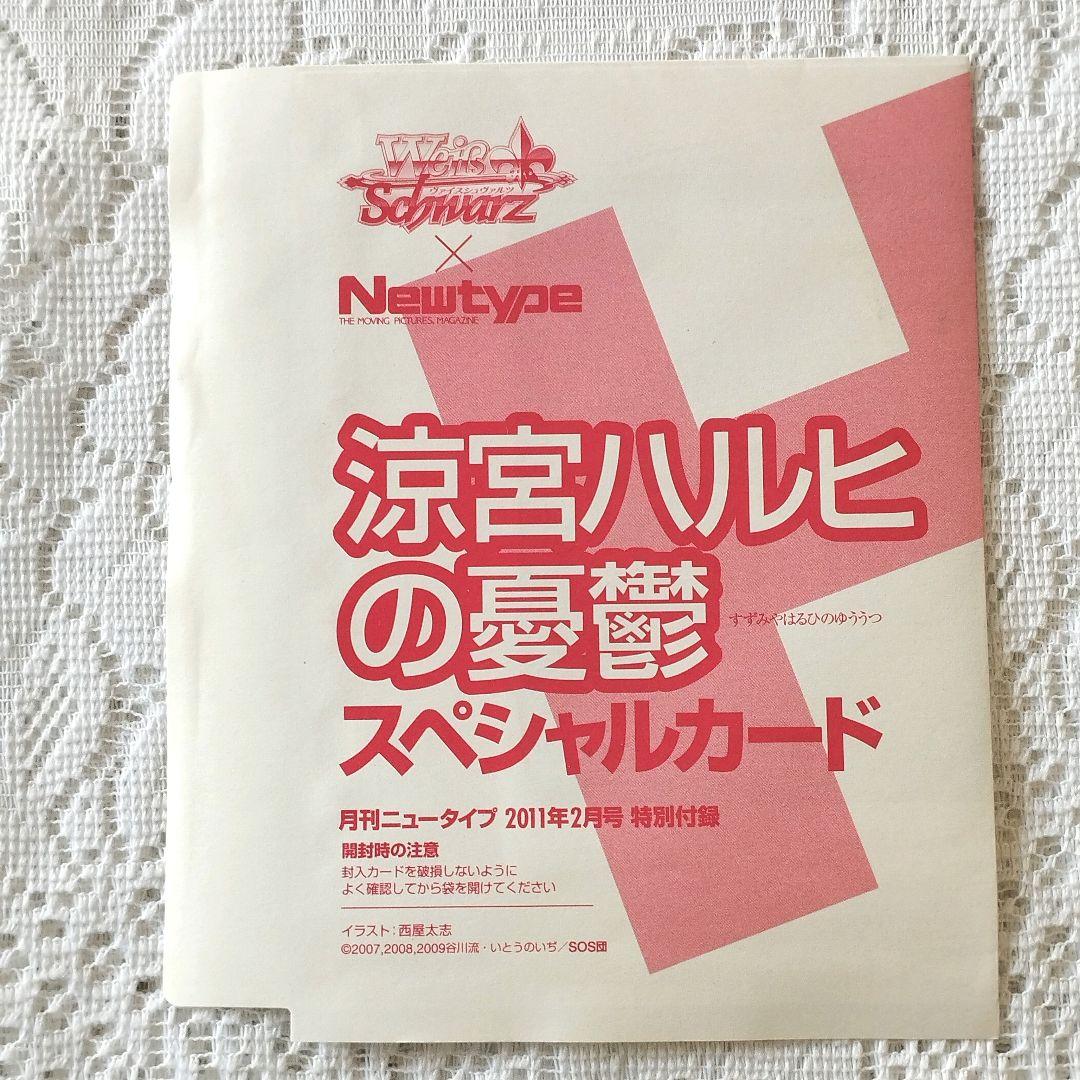 Weiß
ヴァイスシュヴァルツ
Schwarz
×
Newtype
THE MOVING PICTURES, MAGAZINE
涼宮ハルヒ
の憂鬱
すずみやはるひのゆううつ
スペシャルカード
月刊ニュータイプ 2011年2月号 特別付録
開封時の注意
封入カードを破損しないように
よく確認してから袋を開けてください
イラスト:西屋太志
©2007,2008,2009谷川流・いとうのいぢ/SOS団